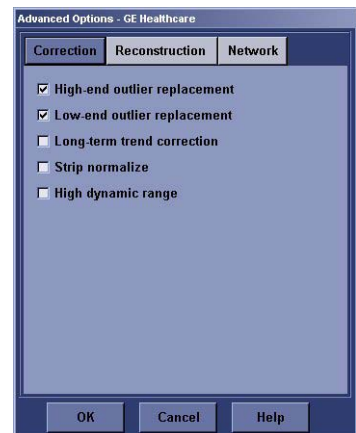 Advanced Options - GE Healthcare
Correction Reconstruction Network
High-end outlier replacement
Low-end outlier replacement
Long-term trend correction
Strip normalize
High dynamic range
OK Cancel Help